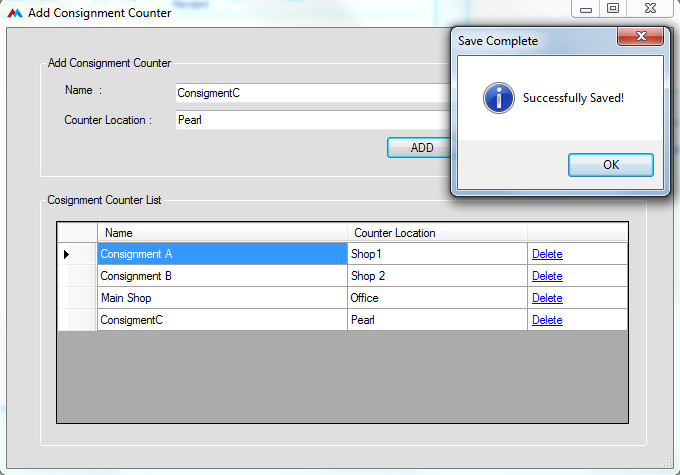 Add Consignment Counter
Save Complete
Successfully Saved!
OK
Add Consignment Counter
Name :
ConsigmentC
Counter Location :
Pearl
ADD
Cosignment Counter List
Name Counter Location
Consignment A Shop1 Delete
Consignment B Shop 2 Delete
Main Shop Office Delete
ConsigmentC Pearl Delete